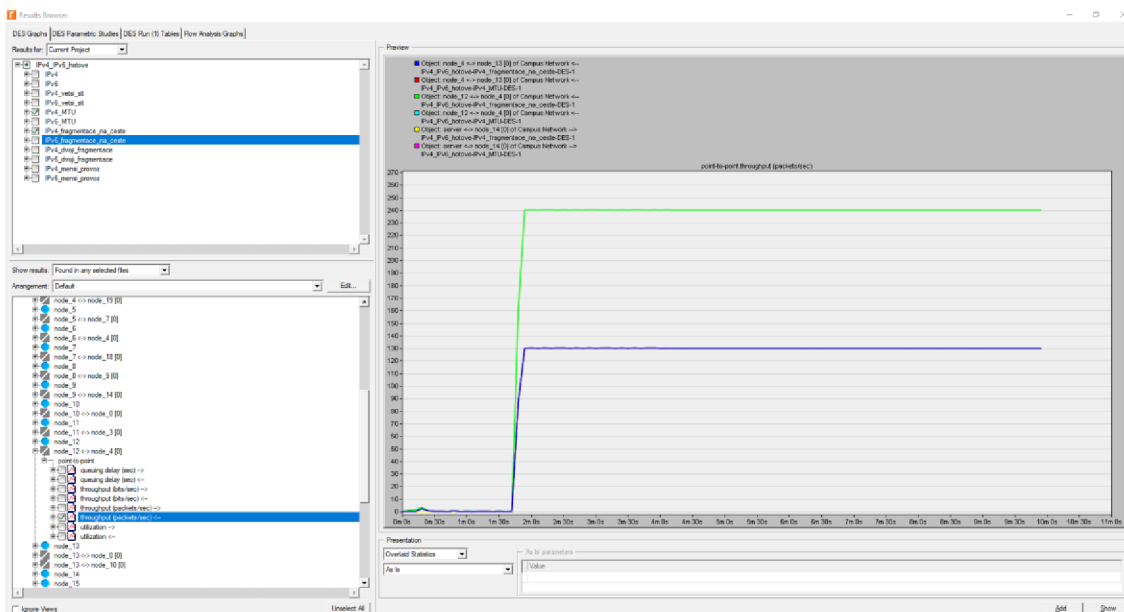 Results Browser
DES Graphs DES Parametric Studies DES Run (1) Tables Flow Analysis Graphs
Results for: Current Project
IPv4_IPv6_hotove
IPv4
IPv6
IPv4_vetsi_sit
IPv6_vetsi_sit
IPv4_MTU
IPv6_MTU
IPv4_fragmentace_na_ceste
IPv6_fragmentace_na_ceste
IPv4_dvoji_fragmentace
IPv6_dvoji_fragmentace
IPv4_mensi_provoz
IPv6_mensi_provoz
Show results: Found in any selected files
Arrangement: Default Edit...
node_4 <-> node_19 [0]
node_5
node_5 <-> node_7 [0]
node_6
node_6 <-> node_4 [0]
node_7
node_7 <-> node_18 [0]
node_8
node_8 <-> node_9 [0]
node_9
node_9 <-> node_14 [0]
node_10
node_10 <-> node_0 [0]
node_11
node_11 <-> node_3 [0]
node_12
node_12 <-> node_4 [0]
point-to-point
queuing delay (sec) -->
queuing delay (sec) <--
throughput (bits/sec) -->
throughput (bits/sec) <--
throughput (packets/sec) -->
throughput (packets/sec) <--
utilization -->
utilization <--
node_13
node_13 <-> node_0 [0]
node_13 <-> node_10 [0]
node_14
node_15
Ignore Views Unselect All
Preview
Object: node_4 <-> node_13 [0] of Campus Network <--
IPv4_IPv6_hotove-IPv4_fragmentace_na_ceste-DES-1
Object: node_4 <-> node_13 [0] of Campus Network <--
IPv4_IPv6_hotove-IPv4_MTU-DES-1
Object: node_12 <-> node_4 [0] of Campus Network <--
IPv4_IPv6_hotove-IPv4_fragmentace_na_ceste-DES-1
Object: node_12 <-> node_4 [0] of Campus Network <--
IPv4_IPv6_hotove-IPv4_MTU-DES-1
Object: server <-> node_14 [0] of Campus Network -->
IPv4_IPv6_hotove-IPv4_fragmentace_na_ceste-DES-1
Object: server <-> node_14 [0] of Campus Network -->
IPv4_IPv6_hotove-IPv4_MTU-DES-1
point-to-point.throughput (packets/sec)
270
260
250
240
230
220
210
200
190
180
170
160
150
140
130
120
110
100
90
80
70
60
50
40
30
20
10
0
0m 0s 0m 30s 1m 0s 1m 30s 2m 0s 2m 30s 3m 0s 3m 30s 4m 0s 4m 30s 5m 0s 5m 30s 6m 0s 6m 30s 7m 0s 7m 30s 8m 0s 8m 30s 9m 0s 9m 30s 10m 0s 10m 30s 11m 0s
Presentation
Overlaid Statistics
As Is
'As Is' parameters
Value
Add Show